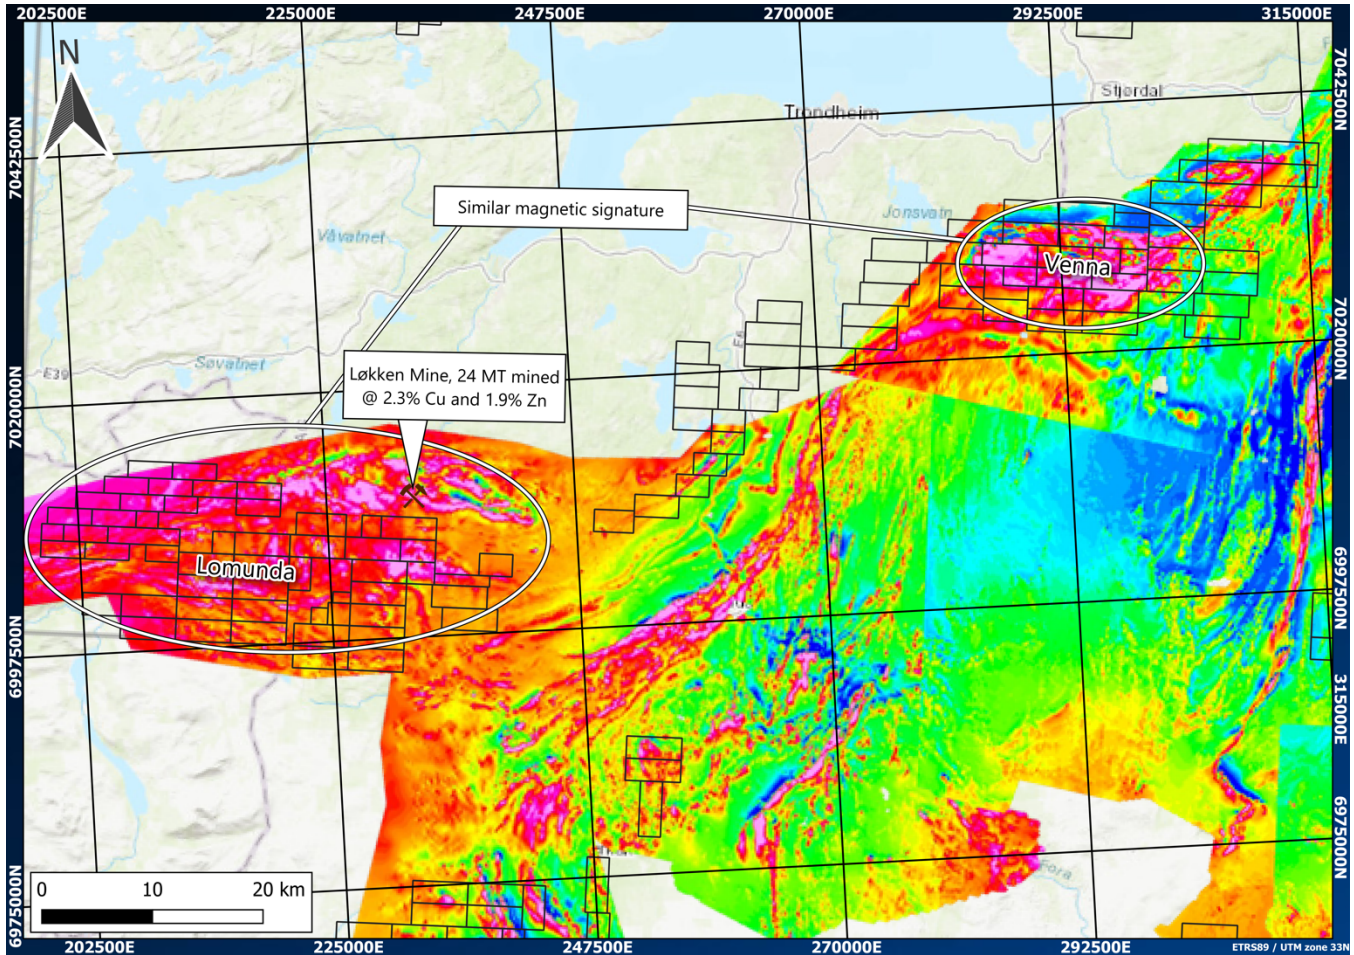 202500E 225000E 247500E 270000E 292500E 315000E
N
7042500N
7042500N
Trondheim
Stjørdal
Similar magnetic signature
Jonsvatn
Våvatnet
Venna
E6
Søvatnet
E39
Løkken Mine, 24 MT mined
@ 2.3% Cu and 1.9% Zn
7020000N
7020000N
Lomunda
6997500N
6997500N
315000E
Fora
6975000N
6975000N
0 10 20 km
202500E 225000E 247500E 270000E 292500E
ETRS89 / UTM zone 33N